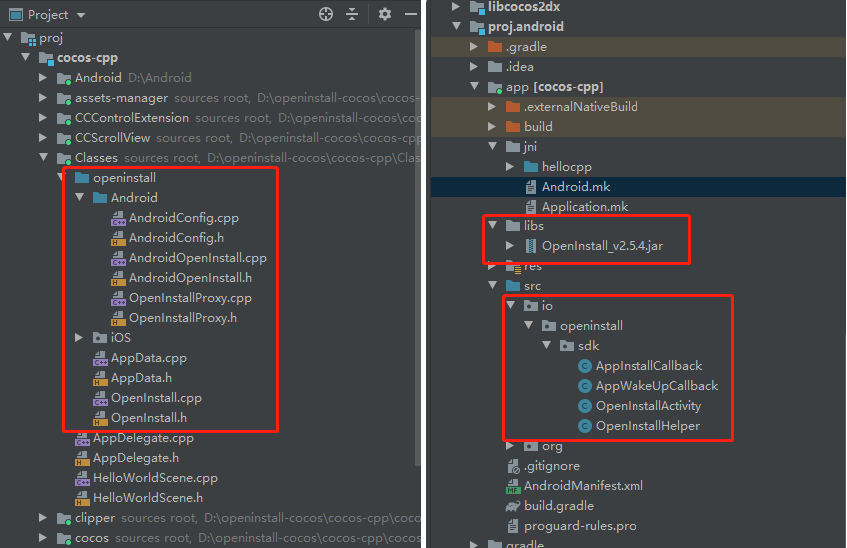 Project
proj
cocos-cpp
Android D:\Android
assets-manager sources root, D:\openinstall-cocos\cocos-
CCControlExtension sources root, D:\openinstall-cocos\
CCScrollView sources root, D:\openinstall-cocos\cocos-cp
Classes sources root, D:\openinstall-cocos\cocos-cpp\Clas
openinstall
Android
AndroidConfig.cpp
AndroidConfig.h
AndroidOpenInstall.cpp
AndroidOpenInstall.h
OpenInstallProxy.cpp
OpenInstallProxy.h
iOS
AppData.cpp
AppData.h
OpenInstall.cpp
OpenInstall.h
AppDelegate.cpp
AppDelegate.h
HelloWorldScene.cpp
HelloWorldScene.h
clipper sources root, D:\openinstall-cocos\cocos-cpp\coco
cocos sources root, D:\openinstall-cocos\cocos-cpp\cocos
libcocos2dx
proj.android
.gradle
.idea
app [cocos-cpp]
.externalNativeBuild
build
jni
hellocpp
Android.mk
Application.mk
libs
OpenInstall_v2.5.4.jar
res
src
io
openinstall
sdk
AppInstallCallback
AppWakeUpCallback
OpenInstallActivity
OpenInstallHelper
org
.gitignore
AndroidManifest.xml
build.gradle
proguard-rules.pro
gradle